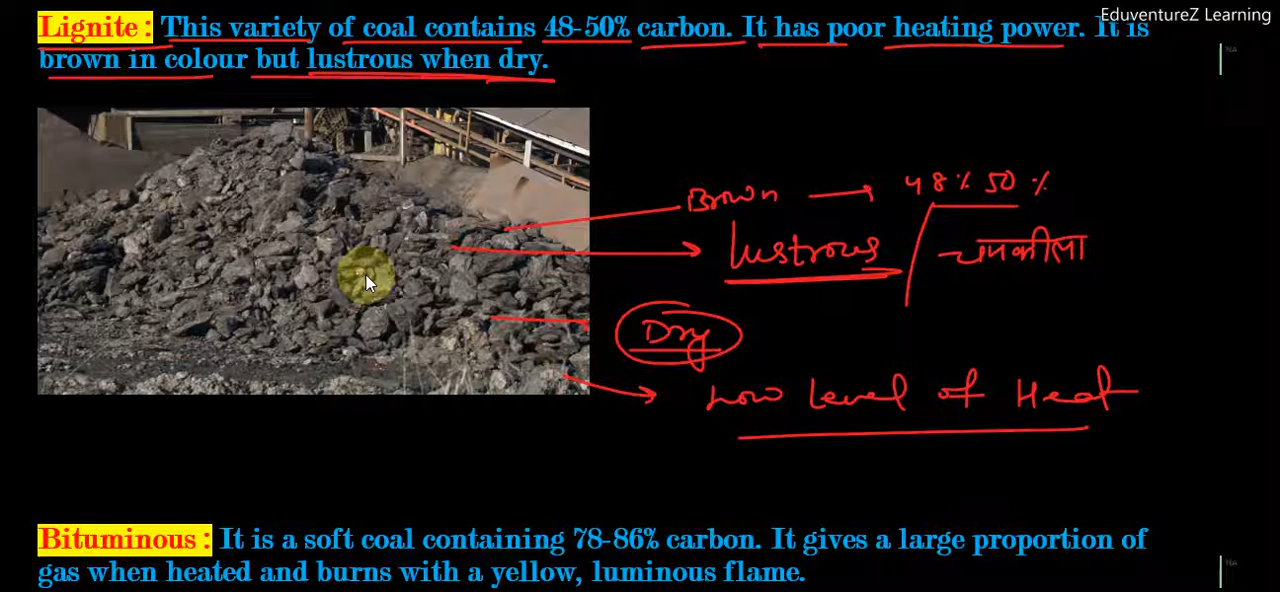 EduventureZ Learning
Lignite : This variety of coal contains 48-50% carbon. It has poor heating power. It is
brown in colour but lustrous when dry.
Brown → 48% 50%
lustrous / चमकीला
Dry
Low Level of Heat
Bituminous : It is a soft coal containing 78-86% carbon. It gives a large proportion of
gas when heated and burns with a yellow, luminous flame.